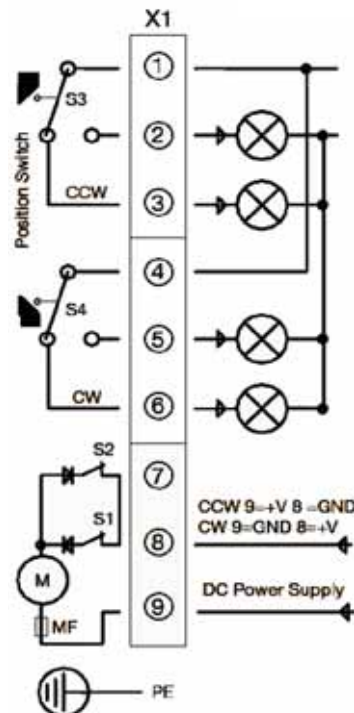 X1
1
S3
Position Switch
2
CCW
3
4
S4
5
CW
6
S2
7
CCW 9=+V 8 =GND
S1
8
CW 9=GND 8=+V
M
DC Power Supply
9
MF
PE